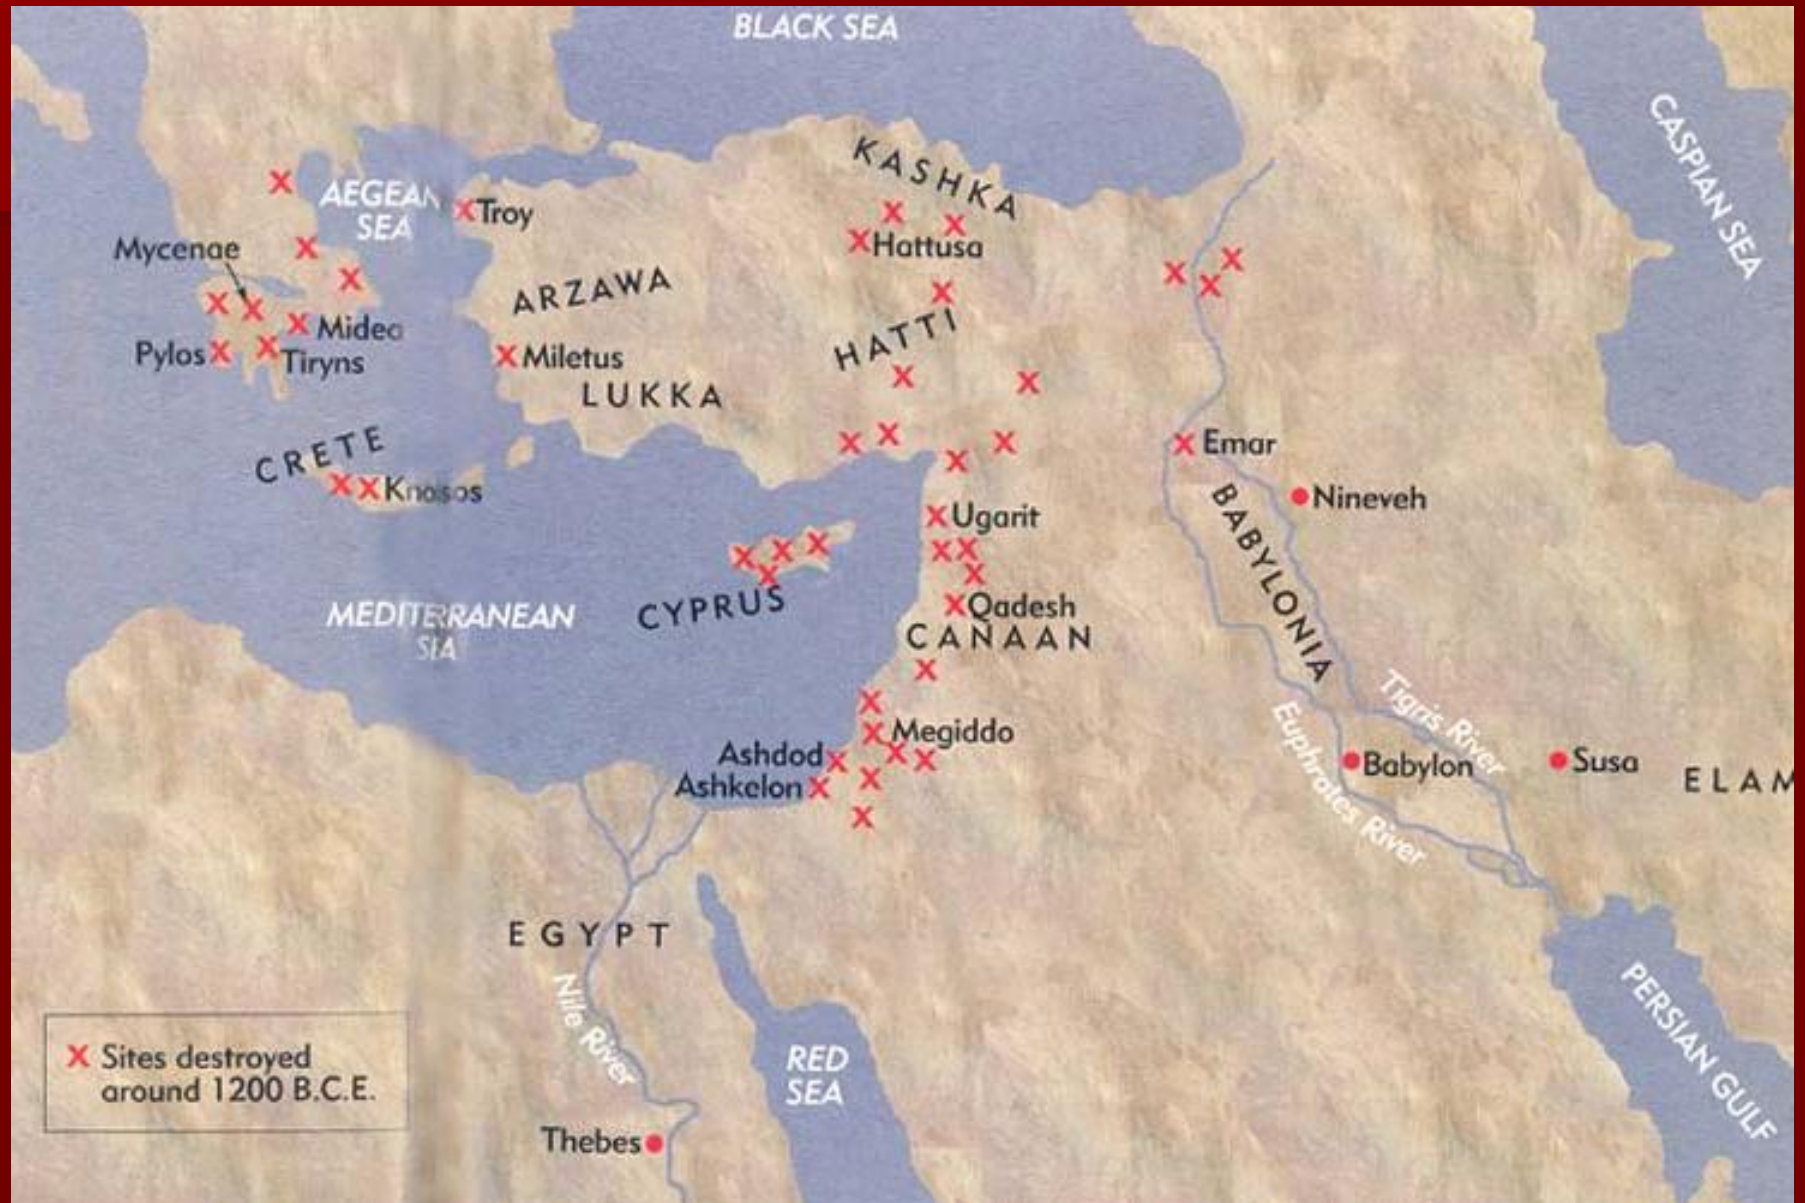 BLACK SEA
CASPIAN SEA
KASHKA
AEGEAN
SEA
Troy
Mycenae
Hattusa
ARZAWA
Midea
HATTI
Pylos
Tiryns
Miletus
LUKKA
CRETE
Emar
Knossos
Nineveh
Ugarit
BABYLONIA
CYPRUS
Qadesh
MEDITERRANEAN
SEA
CANAAN
Tigris River
Euphrates River
Megiddo
Ashdod
Ashkelon
Babylon
Susa
ELAM
EGYPT
Nile River
PERSIAN GULF
X Sites destroyed
around 1200 B.C.E.
RED
SEA
Thebes